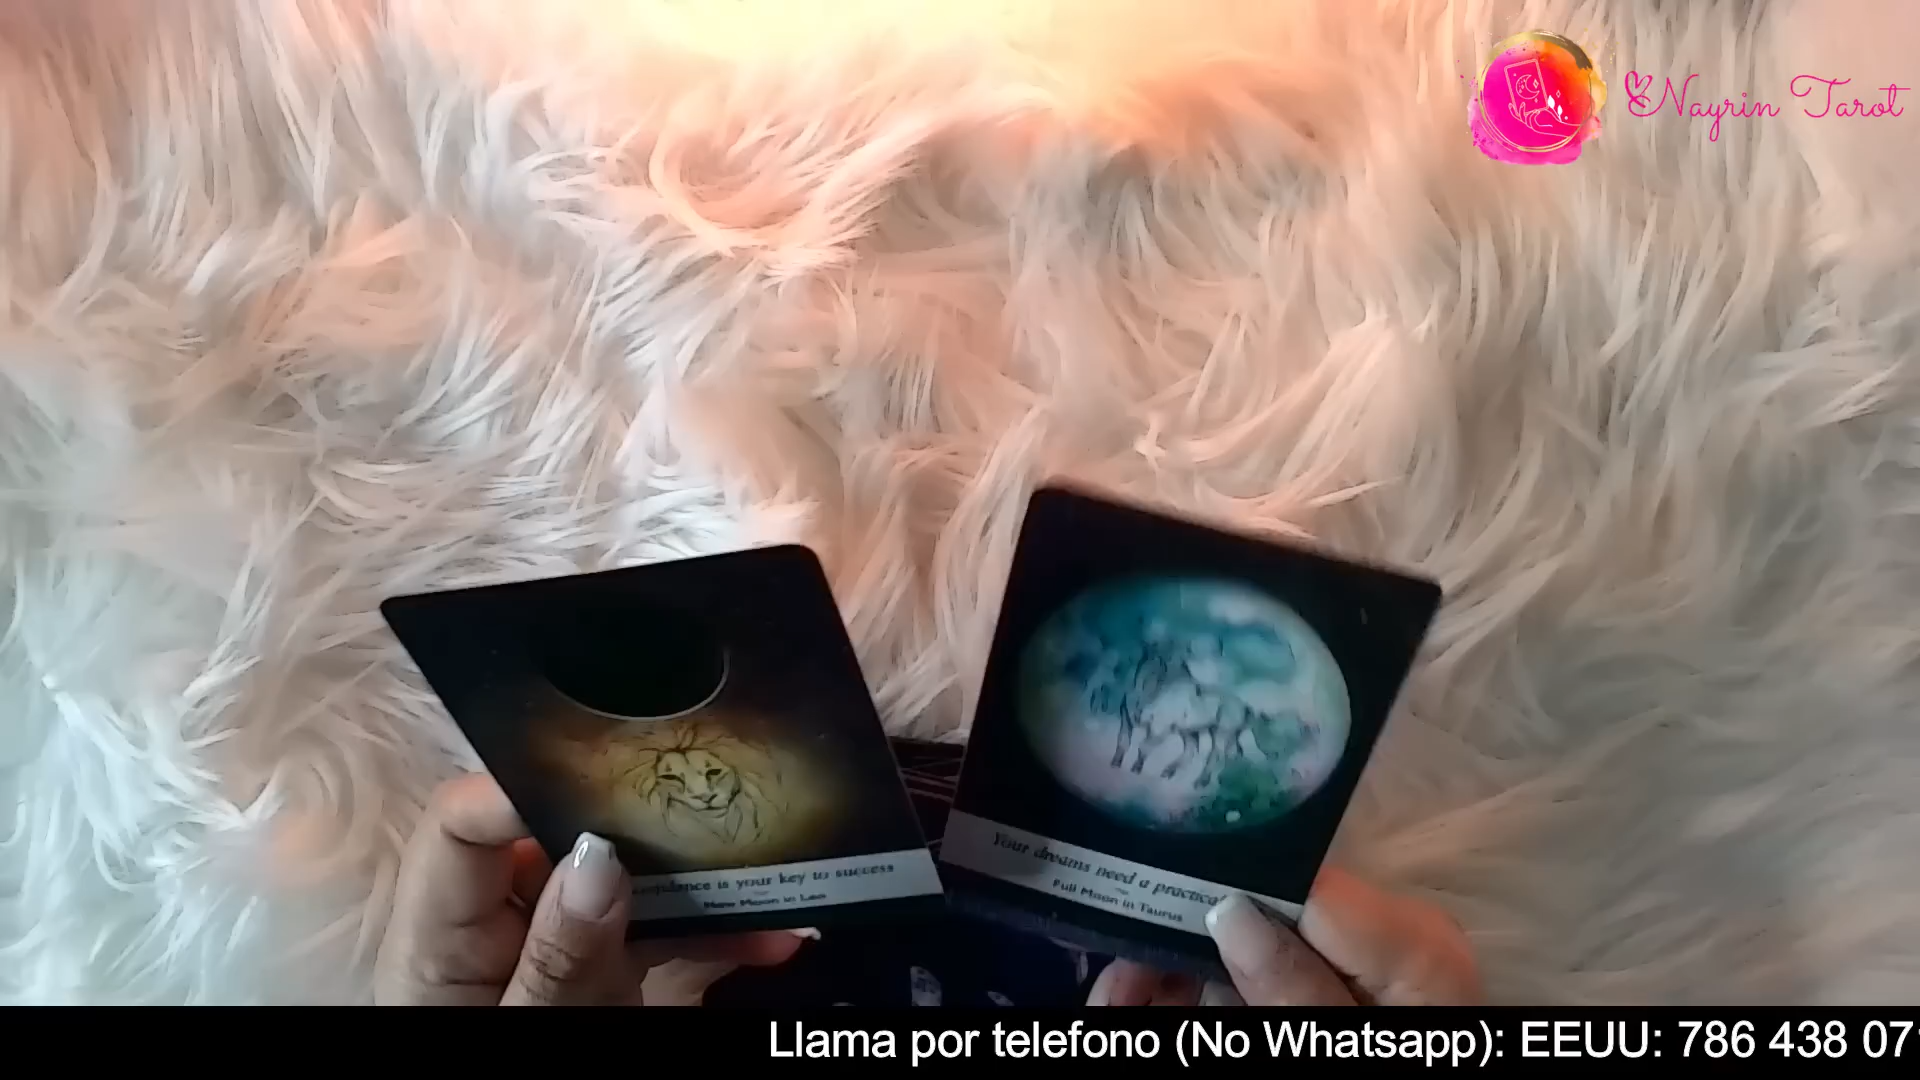 Nayrin Tarot
confidence is your key to success
New Moon in Leo
Your dreams need a practical
Full Moon in Taurus
Llama por telefono (No Whatsapp): EEUU: 786 438 07